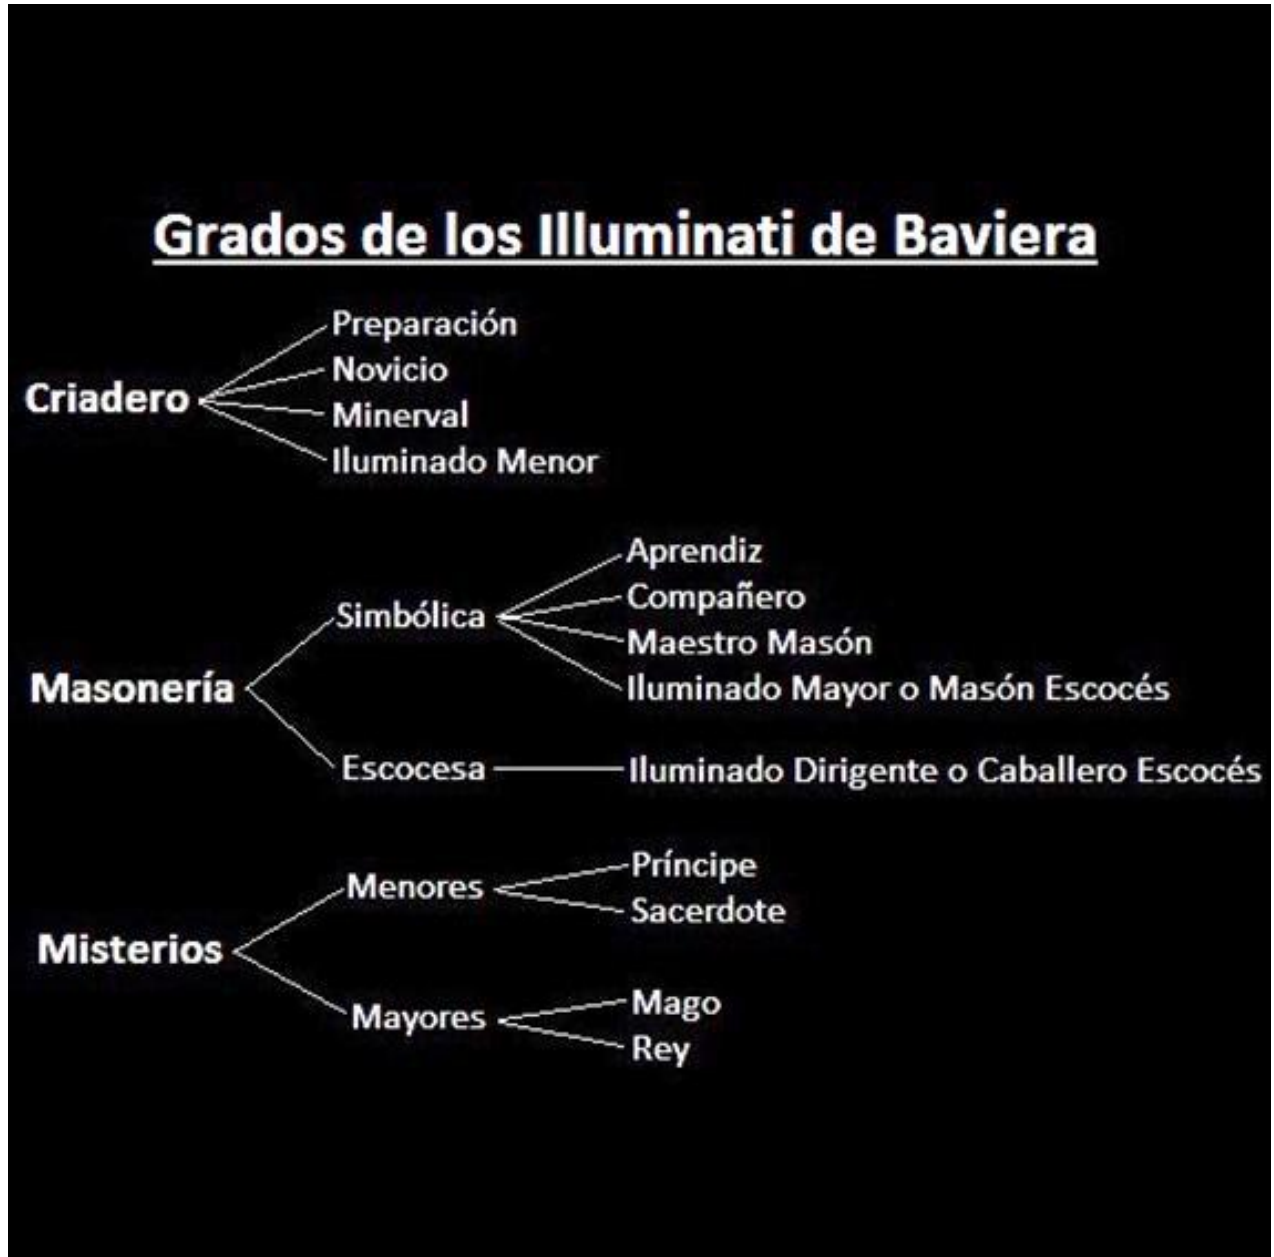 Grados de los Illuminati de Baviera
Criadero
Preparación
Novicio
Minerval
Iluminado Menor
Masonería
Simbólica
Aprendiz
Compañero
Maestro Masón
Iluminado Mayor o Masón Escocés
Escocesa
Iluminado Dirigente o Caballero Escocés
Misterios
Menores
Príncipe
Sacerdote
Mayores
Mago
Rey